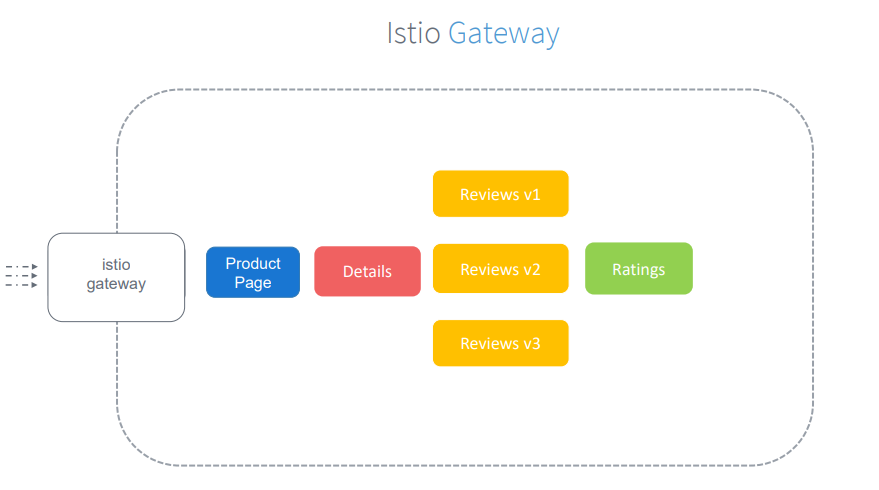 Istio Gateway
istio
gateway
Product
Page
Details
Reviews v1
Reviews v2
Reviews v3
Ratings